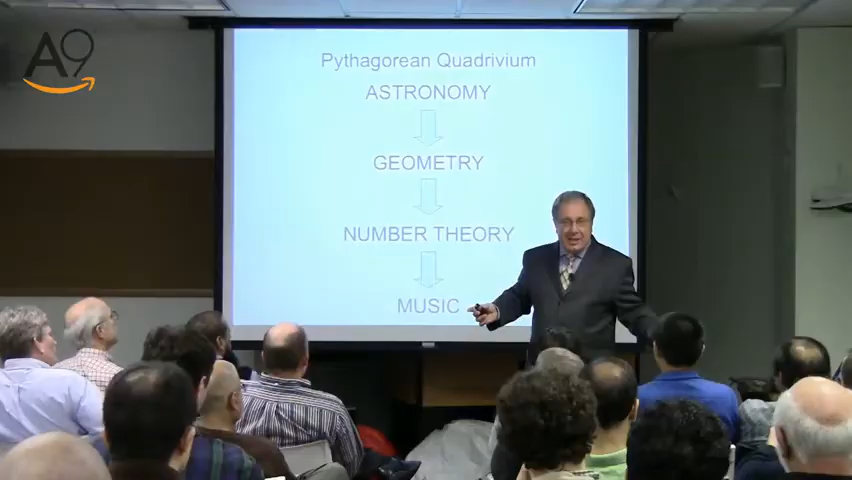 A9
Pythagorean Quadrivium
ASTRONOMY
GEOMETRY
NUMBER THEORY
MUSIC